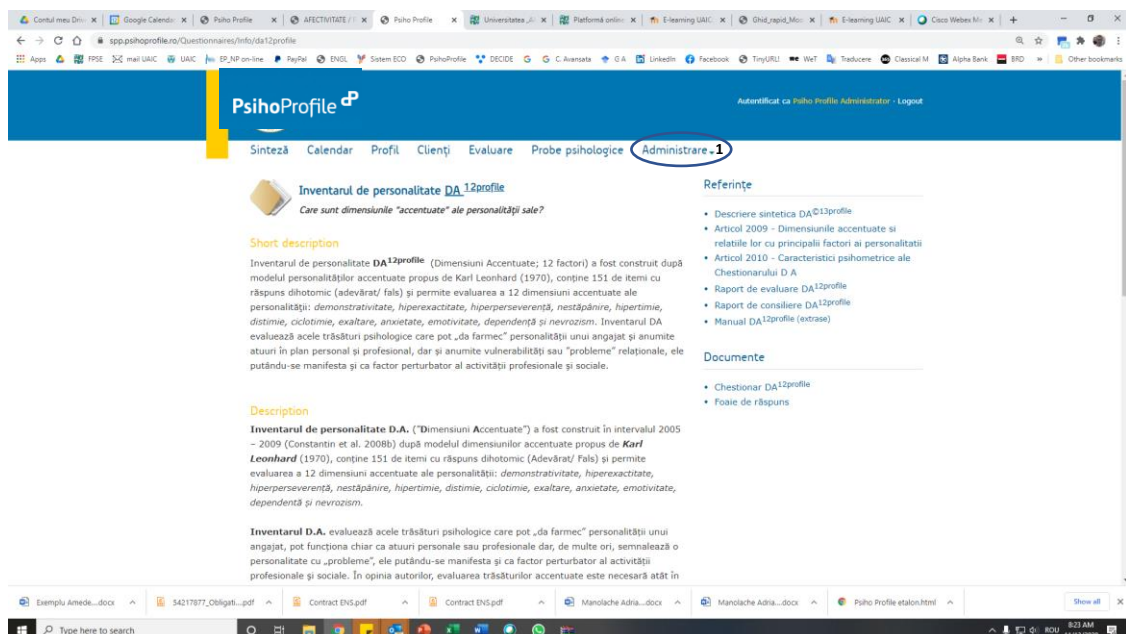 Contul meu Driv
Google Calenda
Psiho Profile
AFECTIVITATE / I
Psiho Profile
Universitatea „A
Platformă online
E-learning UAIC
Ghid_rapid_Moo
E-learning UAIC
Cisco Webex Me
spp.psihoprofile.ro/Questionnaires/Info/da12profile
Apps FPSE mail UAIC UAIC EP_NP on-line PayPal ENGL Sistem ECO PsihoProfile DECIDE G C. Avansata G A LinkedIn Facebook TinyURL! WeT Traducere Classical M Alpha Bank BRD » Other bookmarks
PsihoProfile
Autentificat ca Psiho Profile Administrator - Logout
Sinteză Calendar Profil Clienți Evaluare Probe psihologice Administrare 1
Inventarul de personalitate DA 12profile
Care sunt dimensiunile "accentuate" ale personalității sale?
Short description
Inventarul de personalitate DA12profile (Dimensiuni Accentuate; 12 factori) a fost construit după
modelul personalităților accentuate propus de Karl Leonhard (1970), conține 151 de itemi cu
răspuns dihotomic (adevărat/ fals) și permite evaluarea a 12 dimensiuni accentuate ale
personalității: demonstrativitate, hiperexactitate, hiperperseverență, nestăpânire, hipertimie,
distimie, ciclotimie, exaltare, anxietate, emotivitate, dependență și nevrozism. Inventarul DA
evaluează acele trăsături psihologice care pot „da farmec" personalității unui angajat și anumite
atuuri în plan personal și profesional, dar și anumite vulnerabilități sau "probleme" relaționale, ele
putându-se manifesta și ca factor perturbator al activității profesionale și sociale.
Description
Inventarul de personalitate D.A. ("Dimensiuni Accentuate") a fost construit în intervalul 2005
– 2009 (Constantin et al. 2008b) după modelul dimensiunilor accentuate propus de Karl
Leonhard (1970), conține 151 de itemi cu răspuns dihotomic (Adevărat/ Fals) și permite
evaluarea a 12 dimensiuni accentuate ale personalității: demonstrativitate, hiperexactitate,
hiperperseverență, nestăpânire, hipertimie, distimie, ciclotimie, exaltare, anxietate, emotivitate,
dependentă și nevrozism.
Inventarul D.A. evaluează acele trăsături psihologice care pot „da farmec" personalității unui
angajat, pot funcționa chiar ca atuuri personale sau profesionale dar, de multe ori, semnalează o
personalitate cu „probleme", ele putându-se manifesta și ca factor perturbator al activității
profesionale și sociale. În opinia autorilor, evaluarea trăsăturilor accentuate este necesară atât în
Referințe
• Descriere sintetica DA©13profile
• Articol 2009 - Dimensiunile accentuate si
relatiile lor cu principalii factori ai personalitatii
• Articol 2010 - Caracteristici psihometrice ale
Chestionarului D A
• Raport de evaluare DA12profile
• Raport de consiliere DA12profile
• Manual DA12profile (extrase)
Documente
• Chestionar DA12profile
• Foaie de răspuns
Exemplu Amede....docx
34217877_Obligati....pdf
Contract ENS.pdf
Contract ENS.pdf
Manolache Adria....docx
Manolache Adria....docx
Psiho Profile etalon.html
Show all
Type here to search
ROU
8:23 AM